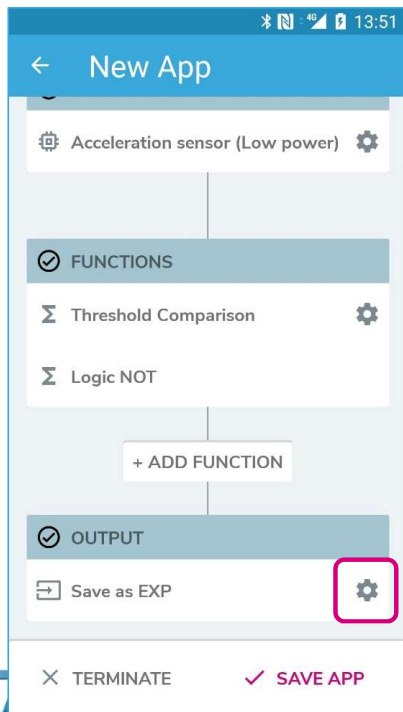 4G 13:51
New App
Acceleration sensor (Low power)
FUNCTIONS
Σ Threshold Comparison
Σ Logic NOT
+ ADD FUNCTION
OUTPUT
Save as EXP
TERMINATE
SAVE APP